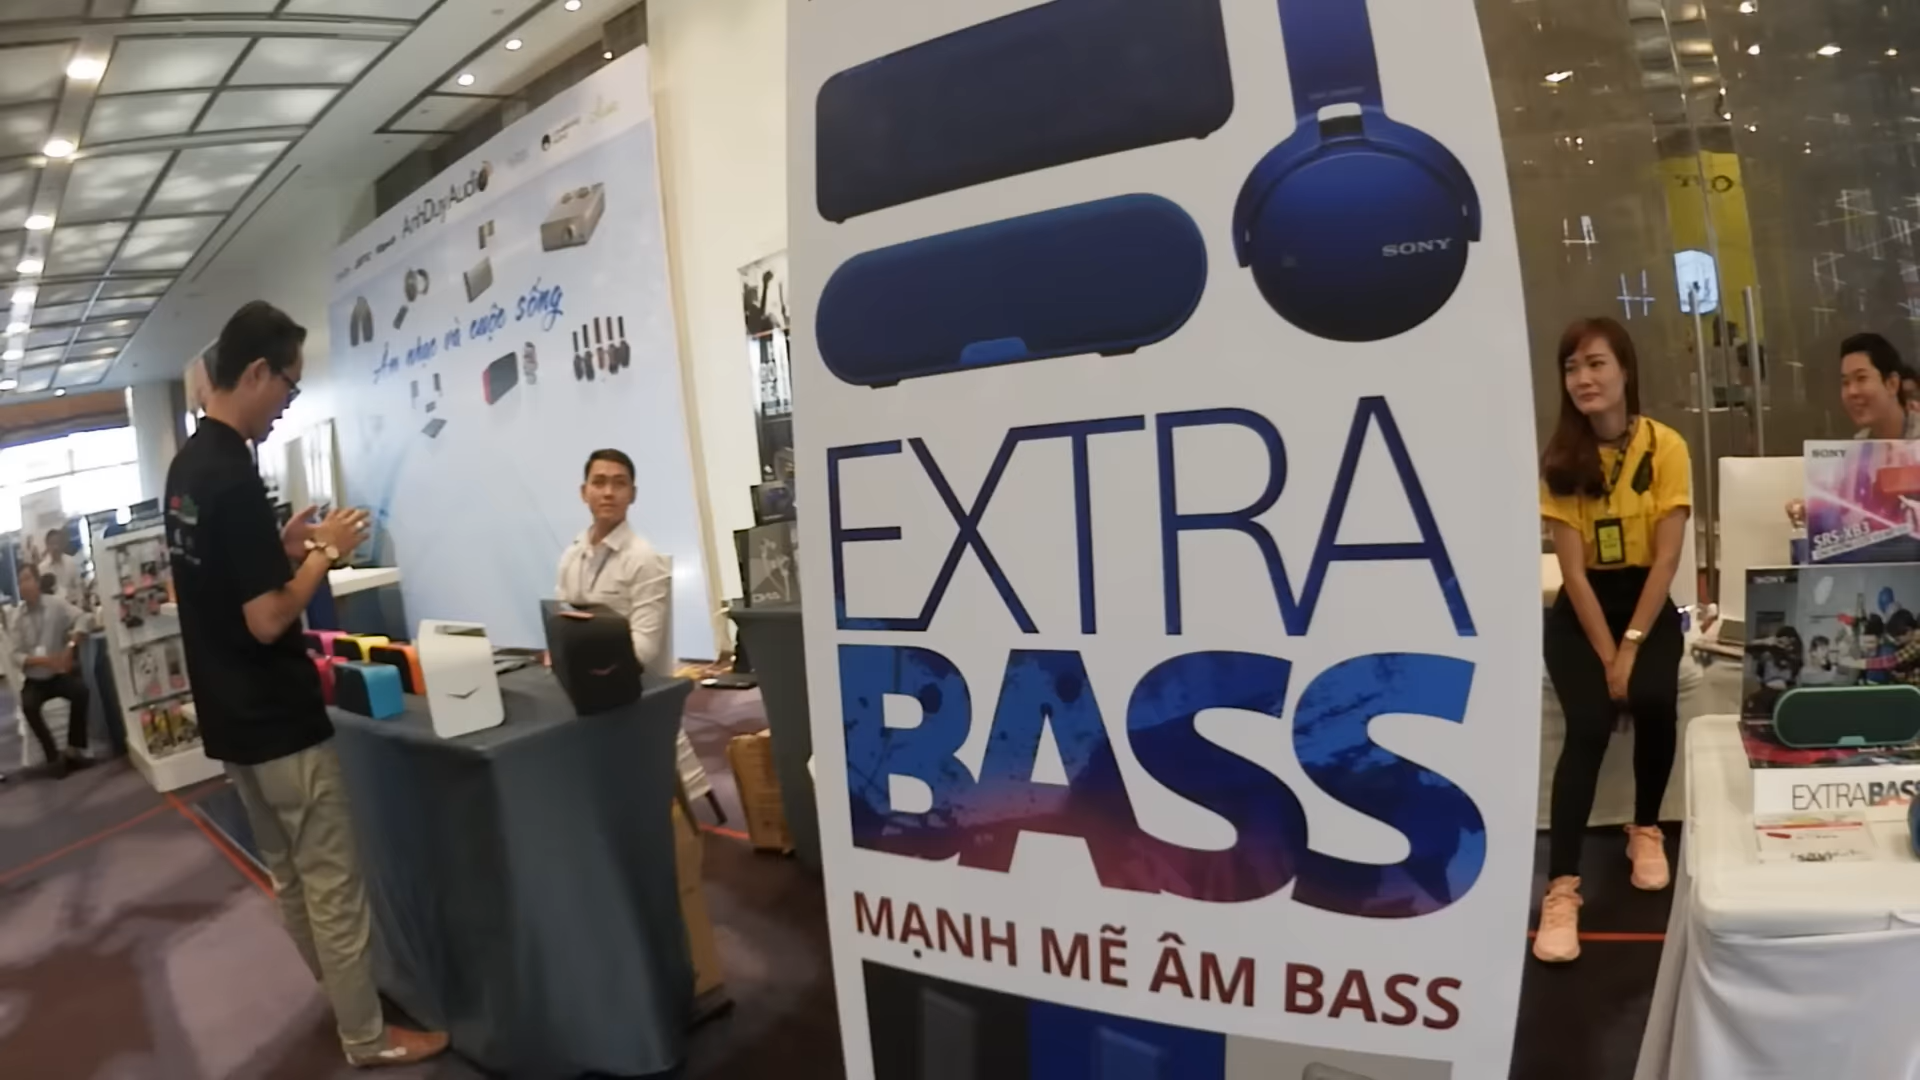 AnhDuyAudio
Âm nhạc và cuộc sống
SONY
EXTRA
BASS
MẠNH MẼ ÂM BASS
SONY
SRS-XB3
SONY
EXTRABASS